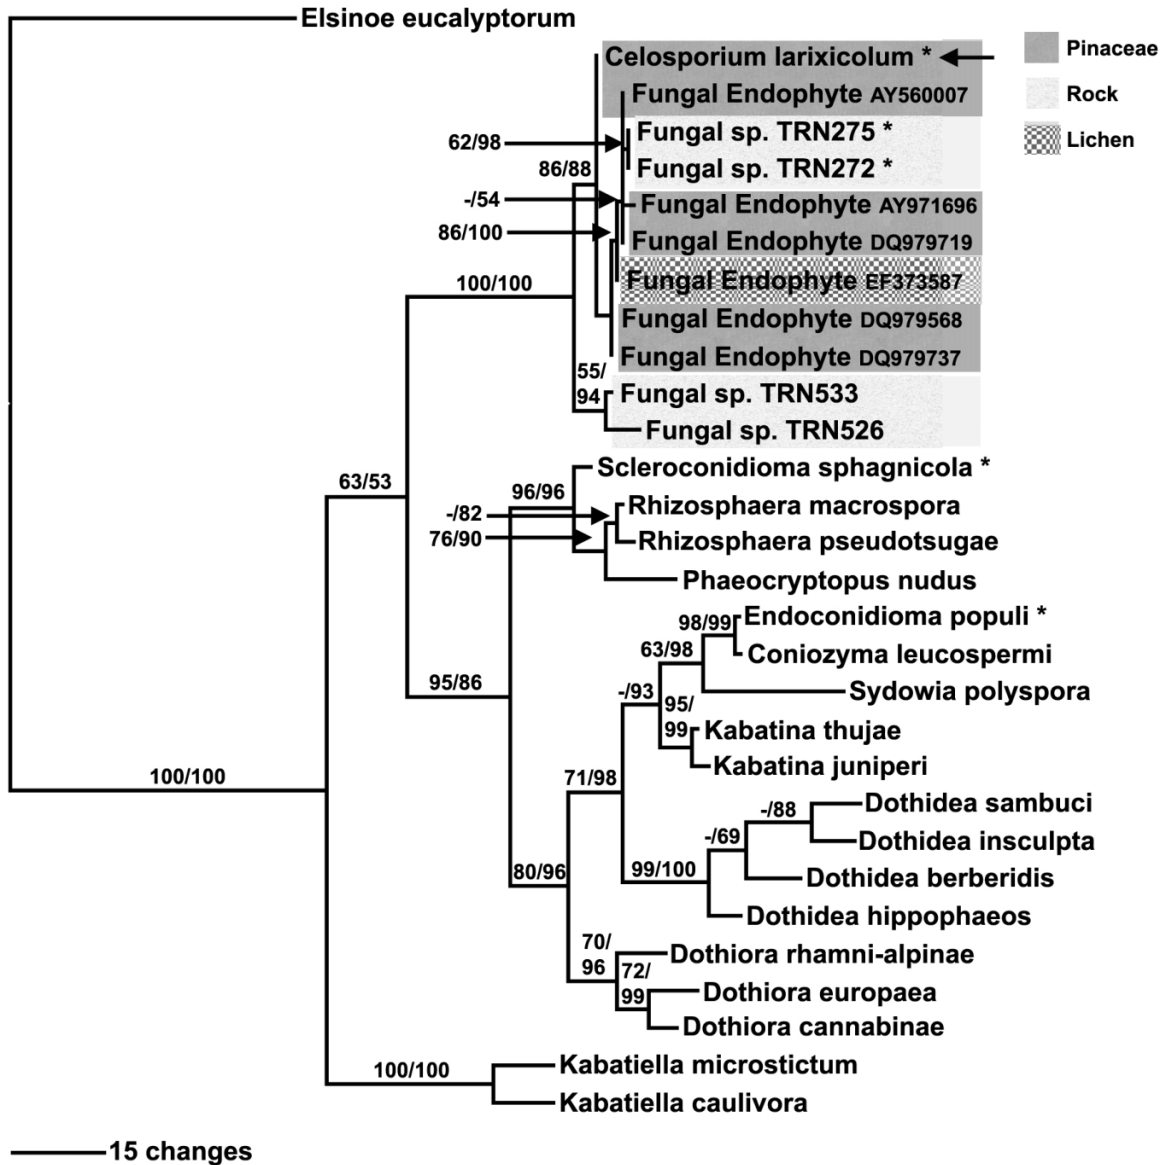 Elsinoe eucalyptorum
Celosporium larixicolum *
Pinaceae
Fungal Endophyte AY560007
Rock
62/98
Fungal sp. TRN275 *
Lichen
86/88
Fungal sp. TRN272 *
-/54
Fungal Endophyte AY971696
86/100
Fungal Endophyte DQ979719
100/100
Fungal Endophyte EF373587
Fungal Endophyte DQ979568
Fungal Endophyte DQ979737
55/
94
Fungal sp. TRN533
Fungal sp. TRN526
63/53
Scleroconidioma sphagnicola *
96/96
-/82
Rhizosphaera macrospora
76/90
Rhizosphaera pseudotsugae
Phaeocryptopus nudus
98/99
Endoconidioma populi *
63/98
Coniozyma leucospermi
95/86
-/93
Sydowia polyspora
95/
99
Kabatina thujae
Kabatina juniperi
100/100
71/98
-/88
Dothidea sambuci
-/69
Dothidea insculpta
80/96
99/100
Dothidea berberidis
Dothidea hippophaeos
70/
96
Dothiora rhamni-alpinae
72/
99
Dothiora europaea
Dothiora cannabinae
100/100
Kabatiella microstictum
Kabatiella caulivora
15 changes